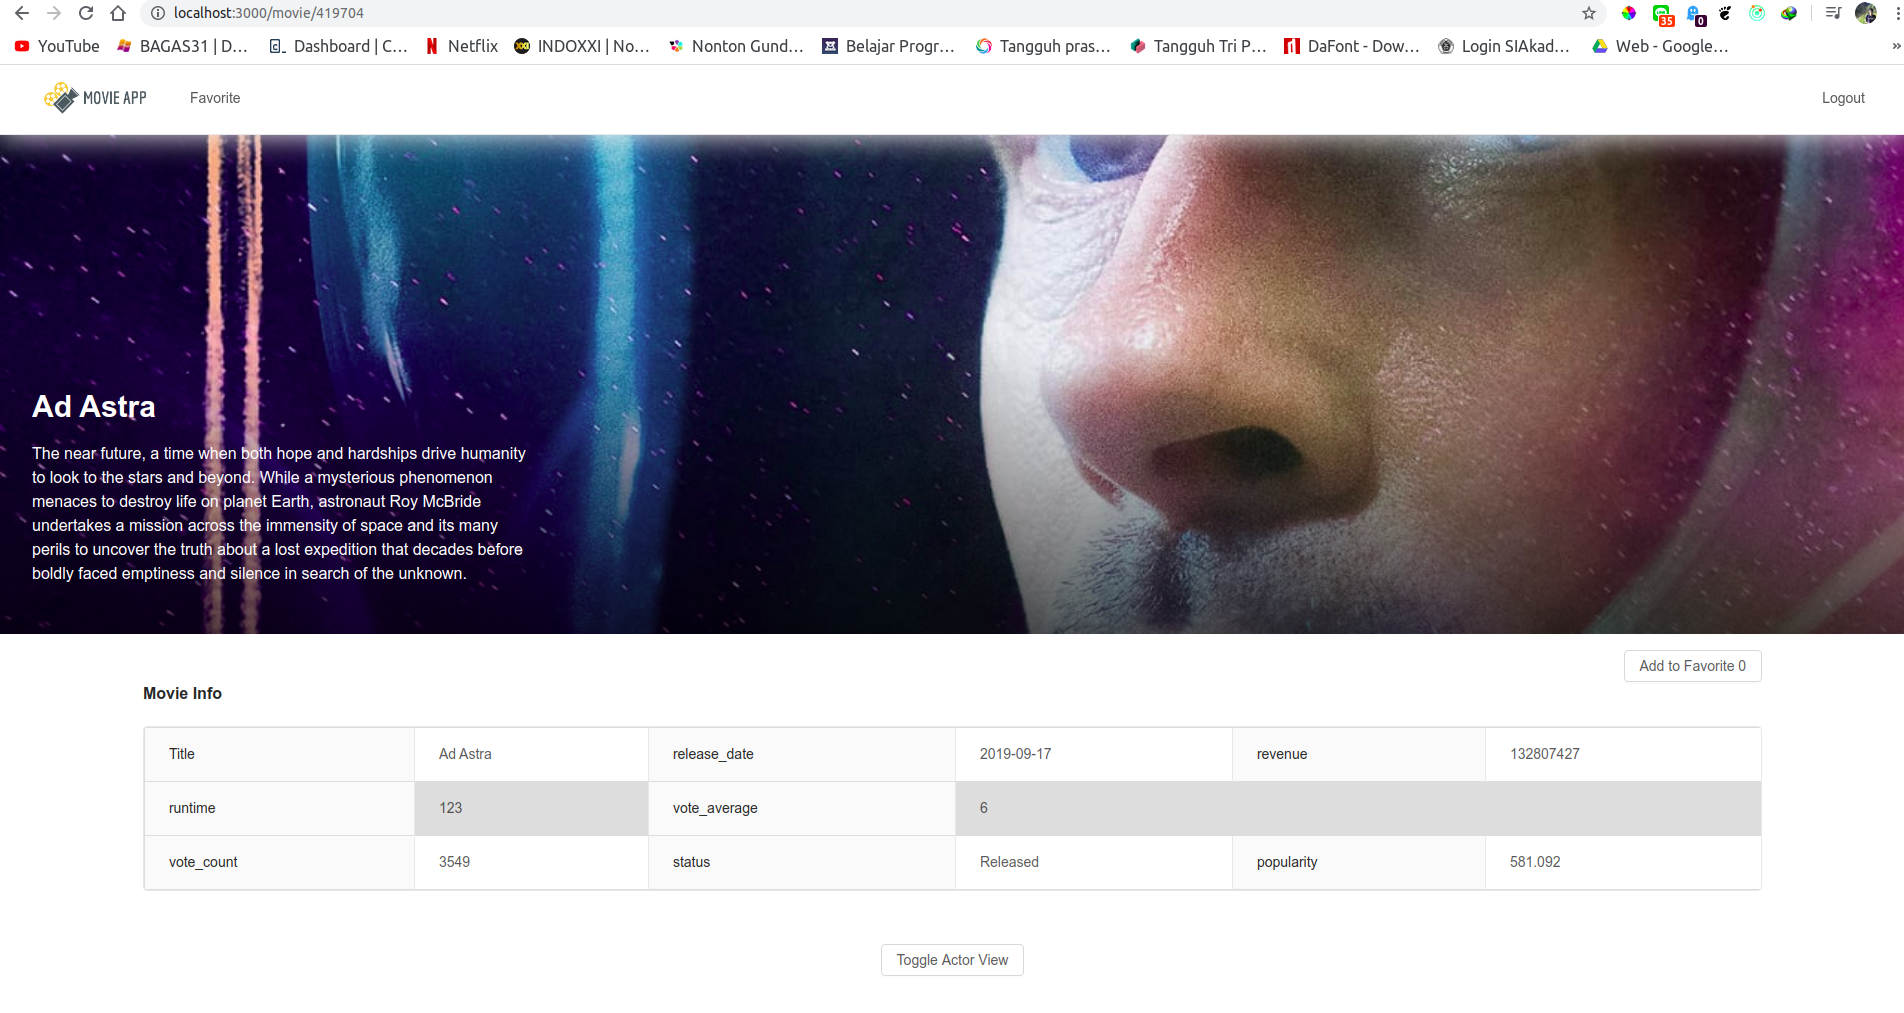 localhost:3000/movie/419704
35
0
YouTube BAGAS31 | D... Dashboard | C... Netflix INDOXXI | No... Nonton Gund... Belajar Progr... Tangguh pras... Tangguh Tri P... DaFont - Dow... Login SIAkad... Web - Google... »
MOVIE APP Favorite Logout
Ad Astra
The near future, a time when both hope and hardships drive humanity
to look to the stars and beyond. While a mysterious phenomenon
menaces to destroy life on planet Earth, astronaut Roy McBride
undertakes a mission across the immensity of space and its many
perils to uncover the truth about a lost expedition that decades before
boldly faced emptiness and silence in search of the unknown.
Add to Favorite 0
Movie Info
Title Ad Astra release_date 2019-09-17 revenue 132807427
runtime 123 vote_average 6
vote_count 3549 status Released popularity 581.092
Toggle Actor View